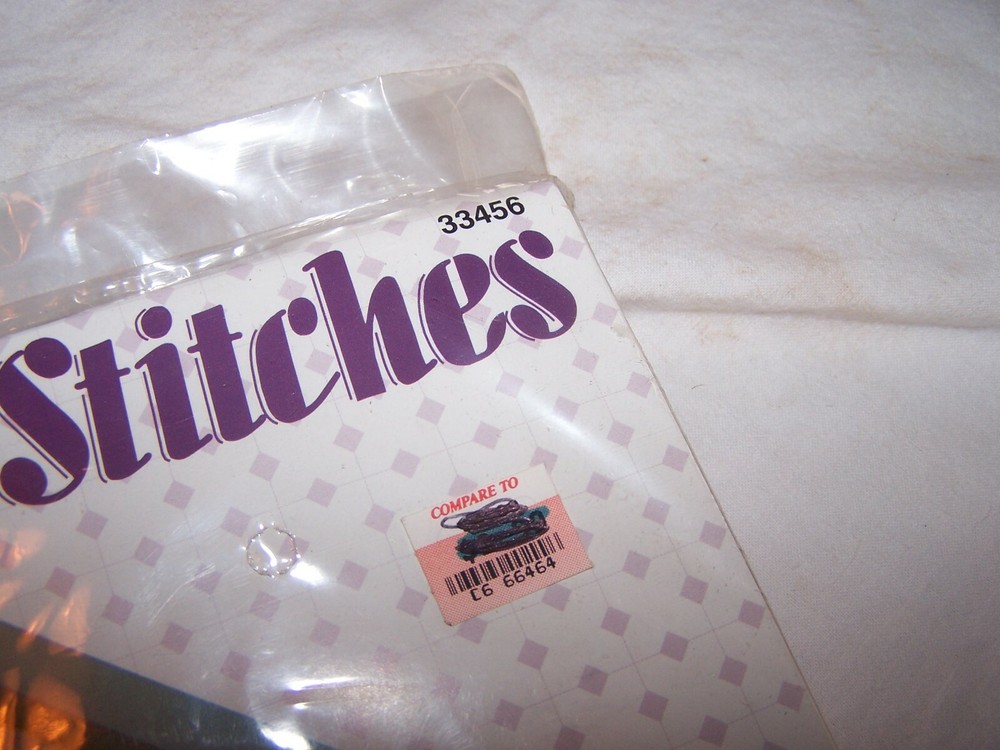 33456
Stitches
COMPARE TO
C6 66464